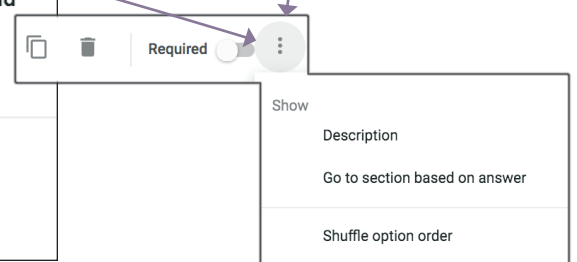 Required
Show
Description
Go to section based on answer
Shuffle option order